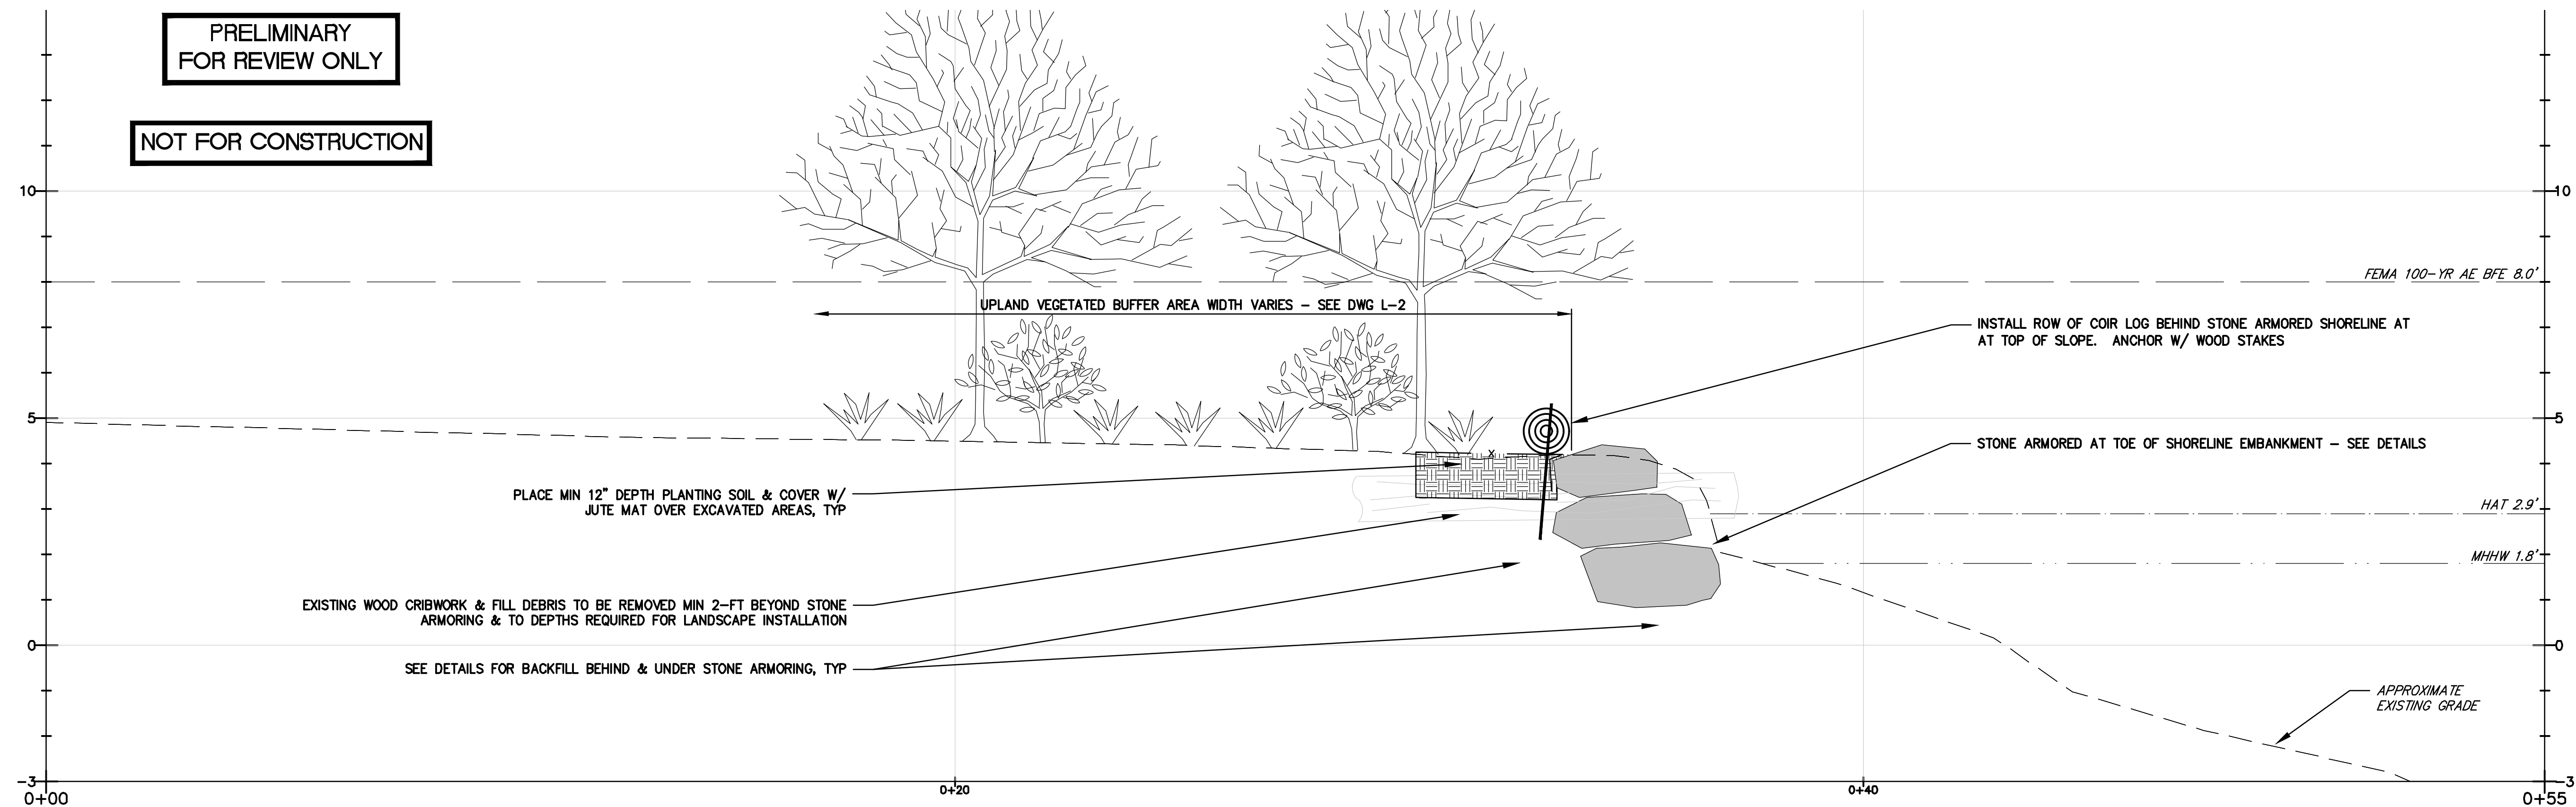 PRELIMINARY
FOR REVIEW ONLY
NOT FOR CONSTRUCTION
10
10
FEMA 100-YR AE BFE 8.0'
UPLAND VEGETATED BUFFER AREA WIDTH VARIES - SEE DWG L-2
INSTALL ROW OF COIR LOG BEHIND STONE ARMORED SHORELINE AT
AT TOP OF SLOPE. ANCHOR W/ WOOD STAKES
5
5
STONE ARMORED AT TOE OF SHORELINE EMBANKMENT - SEE DETAILS
X
PLACE MIN 12" DEPTH PLANTING SOIL & COVER W/
JUTE MAT OVER EXCAVATED AREAS, TYP
HAT 2.9'
MHHW 1.8'
EXISTING WOOD CRIBWORK & FILL DEBRIS TO BE REMOVED MIN 2-FT BEYOND STONE
ARMORING & TO DEPTHS REQUIRED FOR LANDSCAPE INSTALLATION
0
0
SEE DETAILS FOR BACKFILL BEHIND & UNDER STONE ARMORING, TYP
APPROXIMATE
EXISTING GRADE
-3
-3
0+00
0+20
0+40
0+55